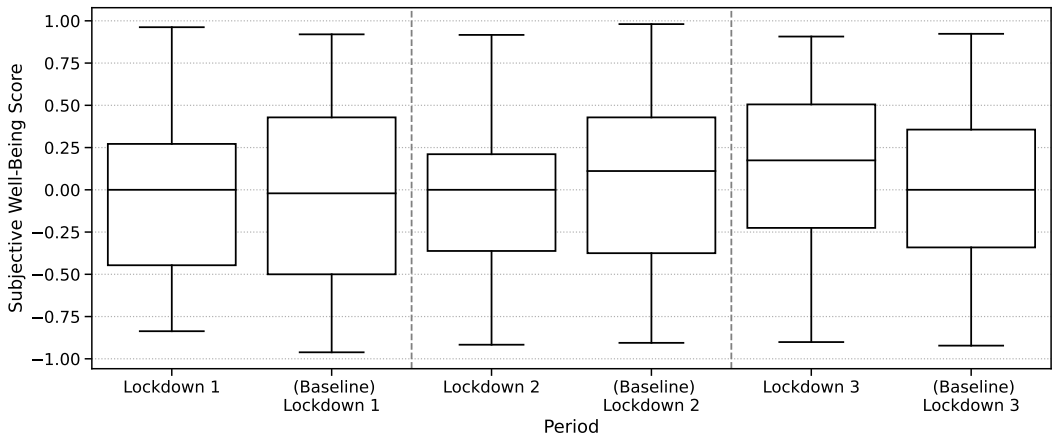 Subjective Well-Being Score
1.00
0.75
0.50
0.25
0.00
−0.25
−0.50
−0.75
−1.00
Lockdown 1
(Baseline)
Lockdown 1
Lockdown 2
(Baseline)
Lockdown 2
Lockdown 3
(Baseline)
Lockdown 3
Period